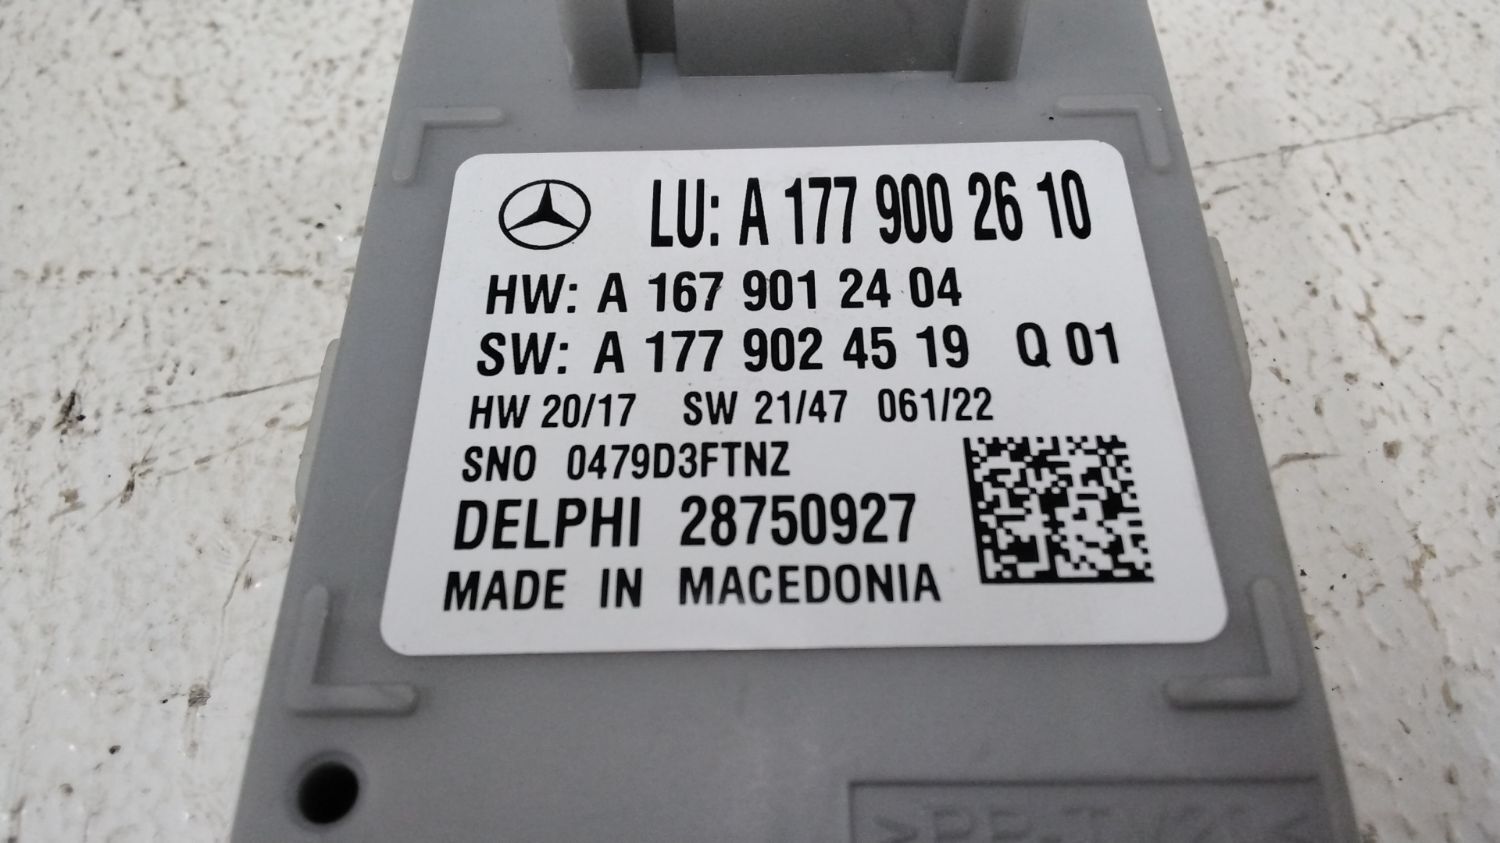 LU: A 177 900 26 10
HW: A 167 901 24 04
SW: A 177 902 45 19 Q 01
HW 20/17 SW 21/47 061/22
SNO 0479D3FTNZ
DELPHI 28750927
MADE IN MACEDONIA